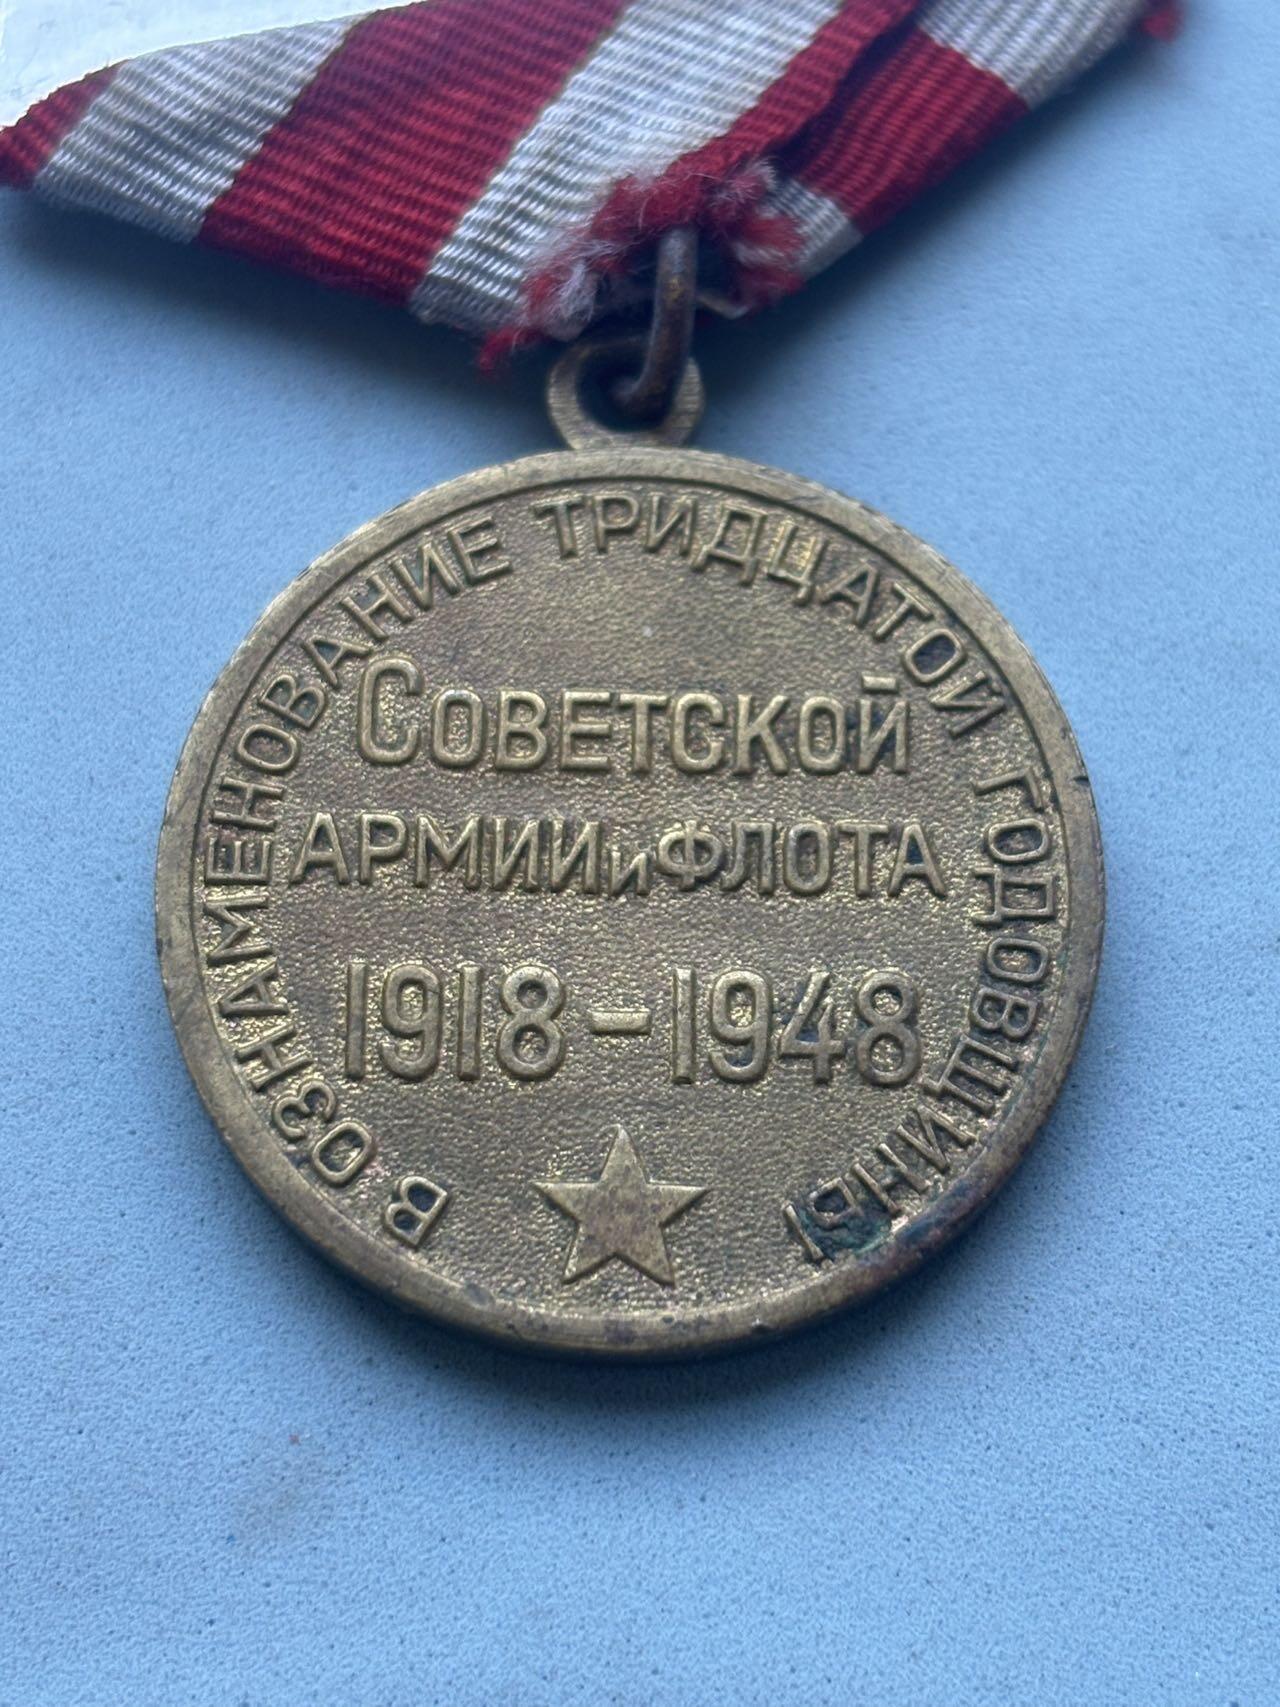 В ОЗНАМЕНОВАНИЕ ТРИДЦАТОЙ ГОДОВЩИНЫ
СОВЕТСКОЙ
АРМИИ и ФЛОТА
1918-1948